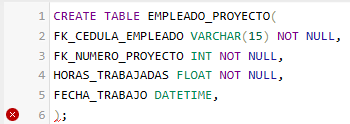 1 CREATE TABLE EMPLEADO_PROYECTO(
2 FK_CEDULA_EMPLEADO VARCHAR(15) NOT NULL,
3 FK_NUMERO_PROYECTO INT NOT NULL,
4 HORAS_TRABAJADAS FLOAT NOT NULL,
5 FECHA_TRABAJO DATETIME,
6 );